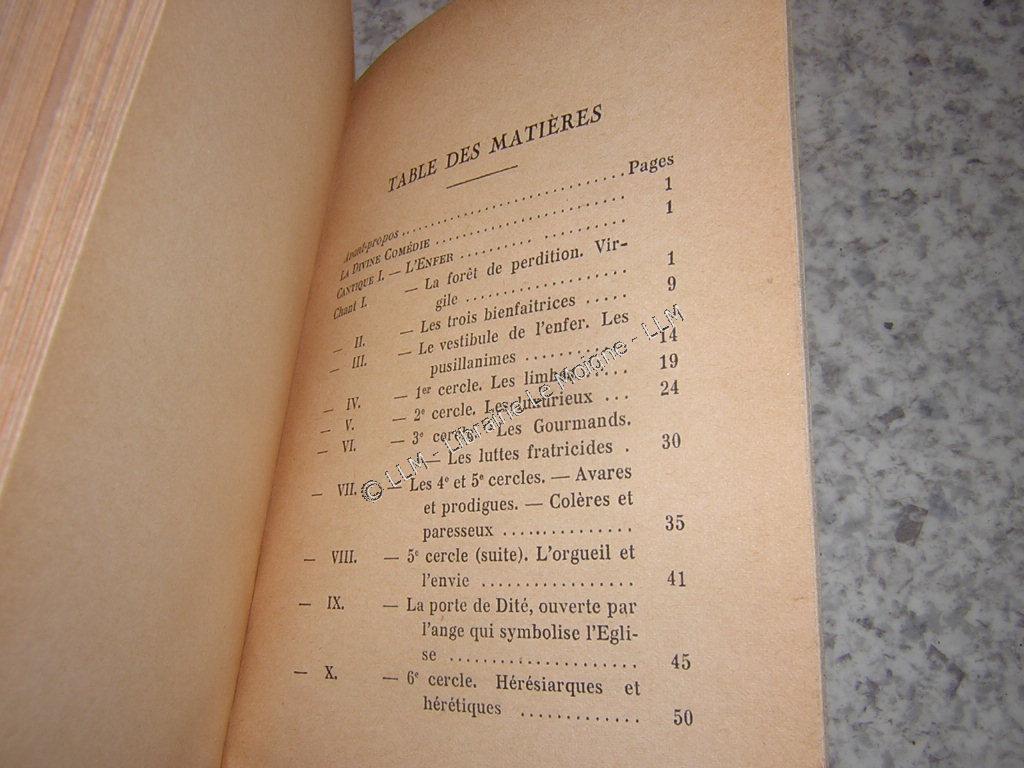 TABLE DES MATIÈRES
Pages
Avant-propos ........................... 1
LA DIVINE COMÉDIE ........................... 1
CANTIQUE I. — L'ENFER .......... ..........
Chant I. — La forêt de perdition. Vir-
gile .................... 1
— II. — Les trois bienfaitrices ..... 9
— III. — Le vestibule de l'enfer. Les
pusillanimes ............ 14
— IV. — 1er cercle. Les limbes ..... 19
— V. — 2e cercle. Les luxurieux ... 24
— VI. — 3e cercle. Les Gourmands.
— Les luttes fratricides . 30
— VII. — Les 4e et 5e cercles. — Avares
et prodigues. — Colères et
paresseux ............... 35
— VIII. — 5e cercle (suite). L'orgueil et
l'envie ................. 41
— IX. — La porte de Dité, ouverte par
l'ange qui symbolise l'Egli-
se ..................... 45
— X. — 6e cercle. Hérésiarques et
hérétiques ............. 50
© LLM - Librairie Le Moigne - LLM